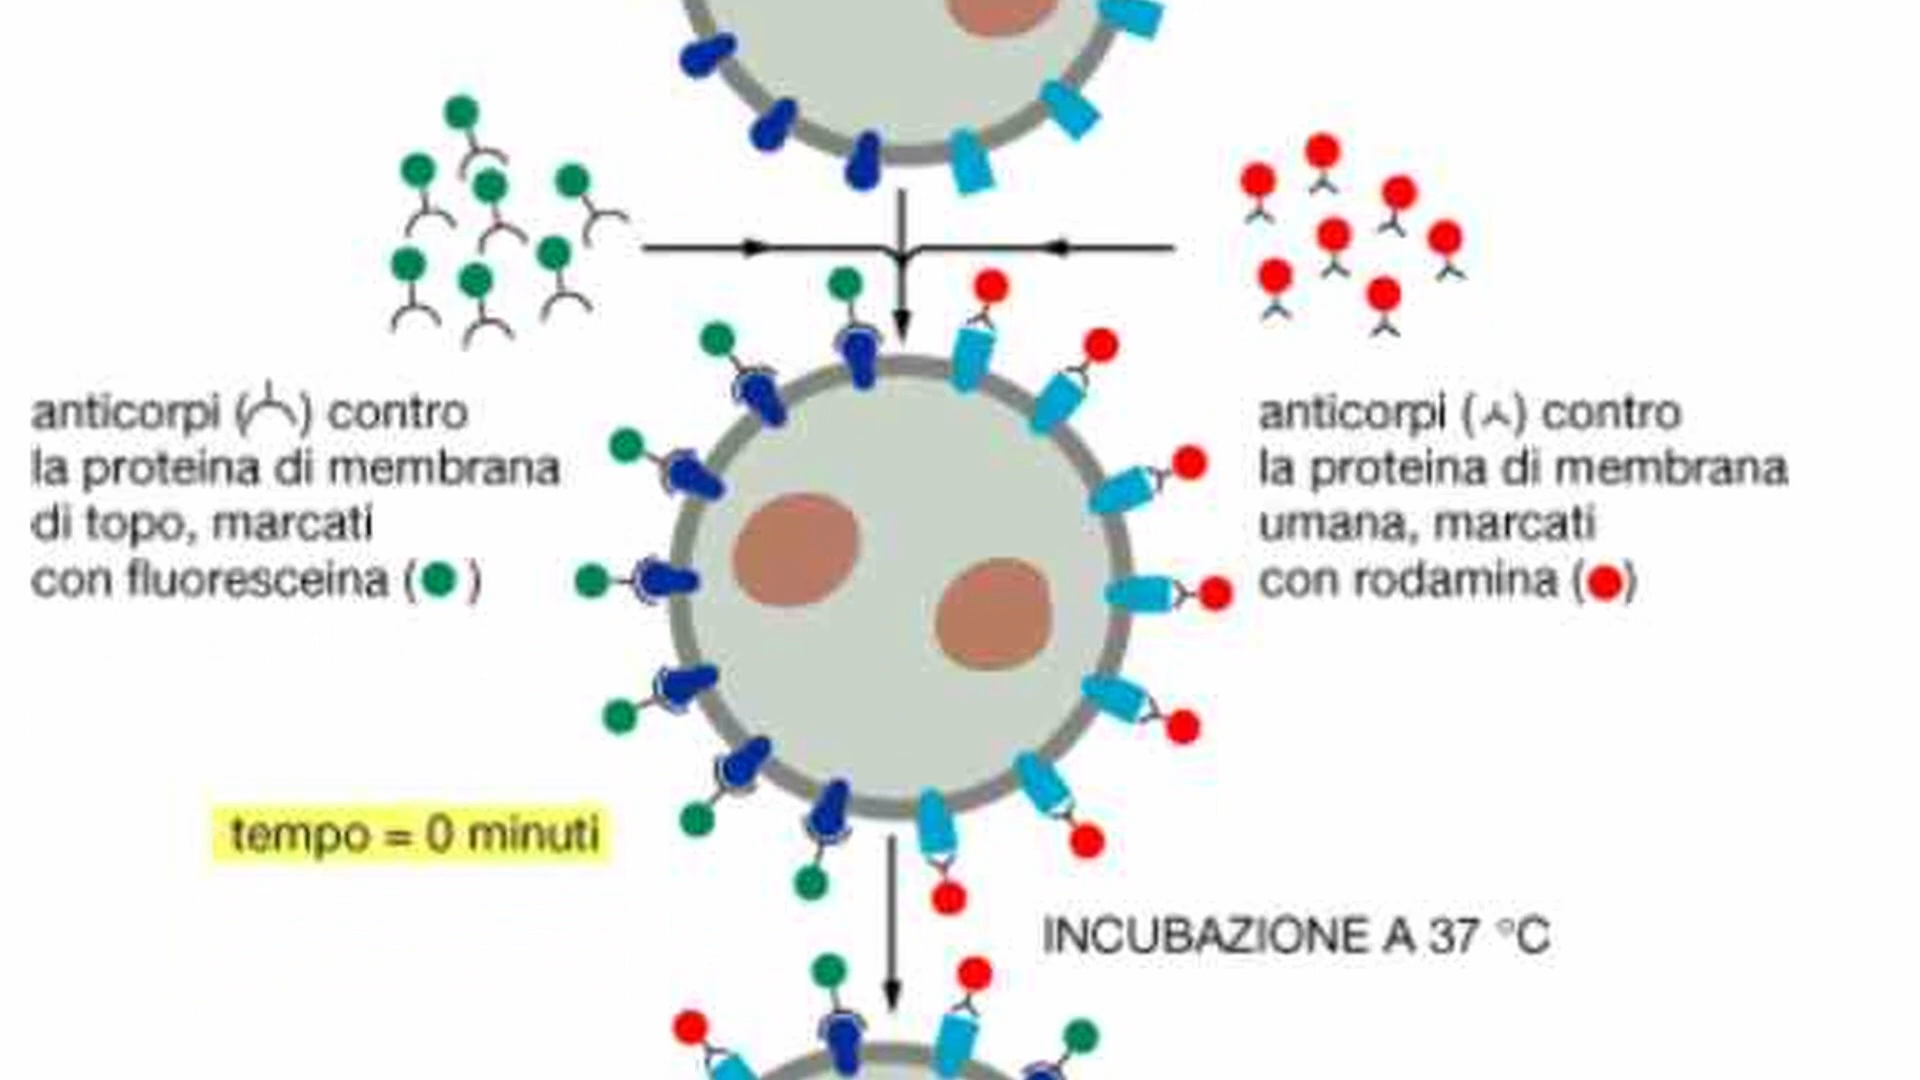 anticorpi ( ) contro
la proteina di membrana
di topo, marcati
con fluoresceina ( )
anticorpi ( ) contro
la proteina di membrana
umana, marcati
con rodamina ( )
tempo = 0 minuti
INCUBAZIONE A 37 °C